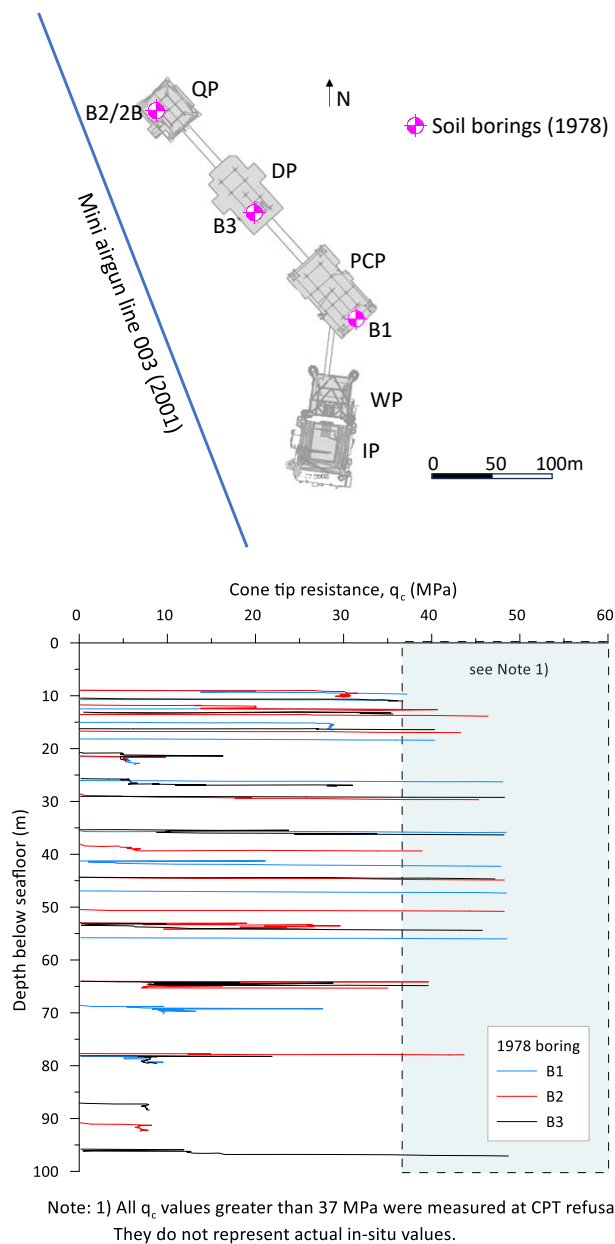 QP
B2/2B
N
Soil borings (1978)
DP
B3
Mini airgun line 003 (2001)
PCP
B1
WP
IP
0 50 100m
Cone tip resistance, qc (MPa)
0 10 20 30 40 50 60
see Note 1)
0
10
20
30
40
50
60
70
80
90
100
Depth below seafloor (m)
1978 boring
B1
B2
B3
Note: 1) All qc values greater than 37 MPa were measured at CPT refusa
They do not represent actual in-situ values.